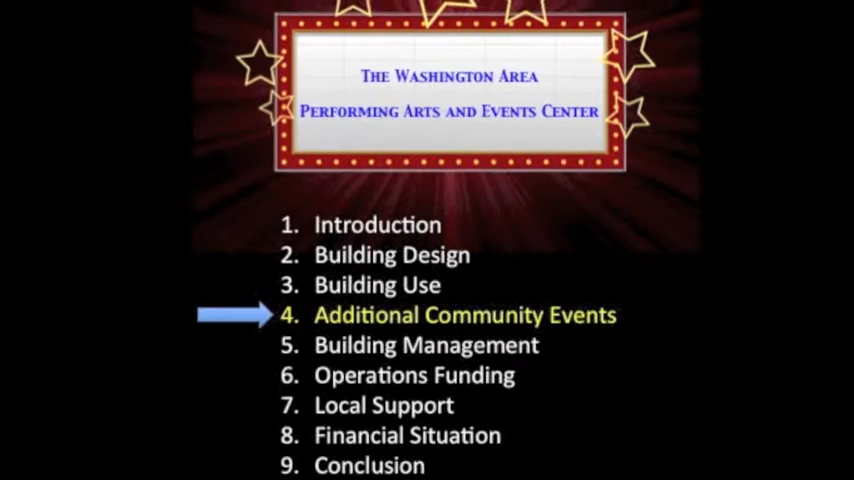 The Washington Area
Performing Arts and Events Center
1. Introduction
2. Building Design
3. Building Use
4. Additional Community Events
5. Building Management
6. Operations Funding
7. Local Support
8. Financial Situation
9. Conclusion